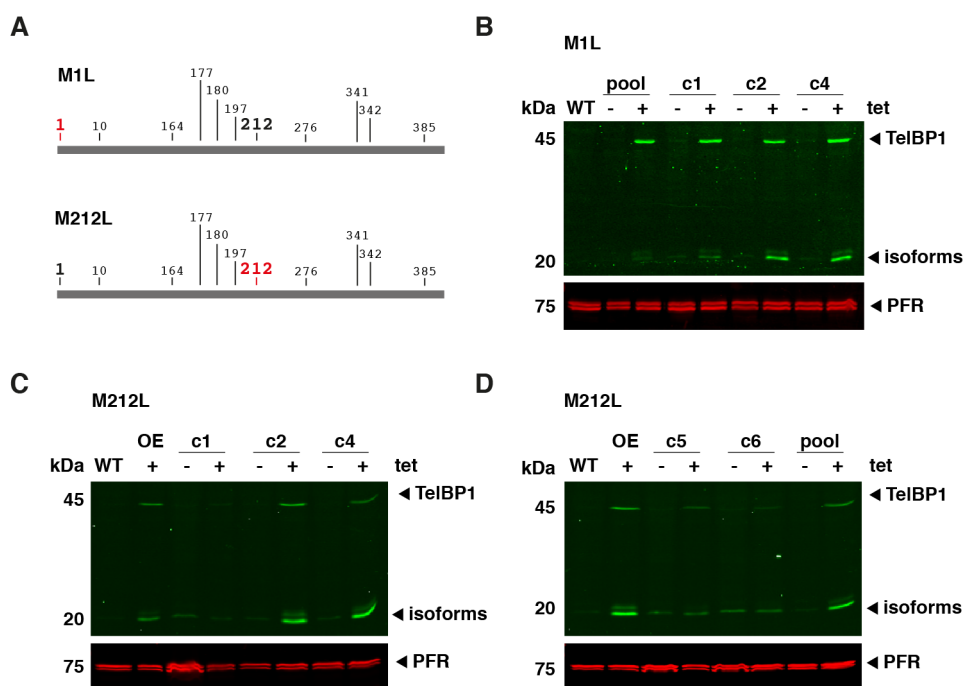 A
M1L
177
180
197
341
342
1 10 164 212 276 385
M212L
177
180
197
341
342
1 10 164 212 276 385
B
M1L
pool c1 c2 c4
kDa WT - + - + - + - + tet
45 ◄ TelBP1
20 ◄ isoforms
75 ◄ PFR
C
M212L
OE c1 c2 c4
kDa WT + - + - + - + tet
45 ◄ TelBP1
20 ◄ isoforms
75 ◄ PFR
D
M212L
OE c5 c6 pool
kDa WT + - + - + - + tet
45 ◄ TelBP1
20 ◄ isoforms
75 ◄ PFR